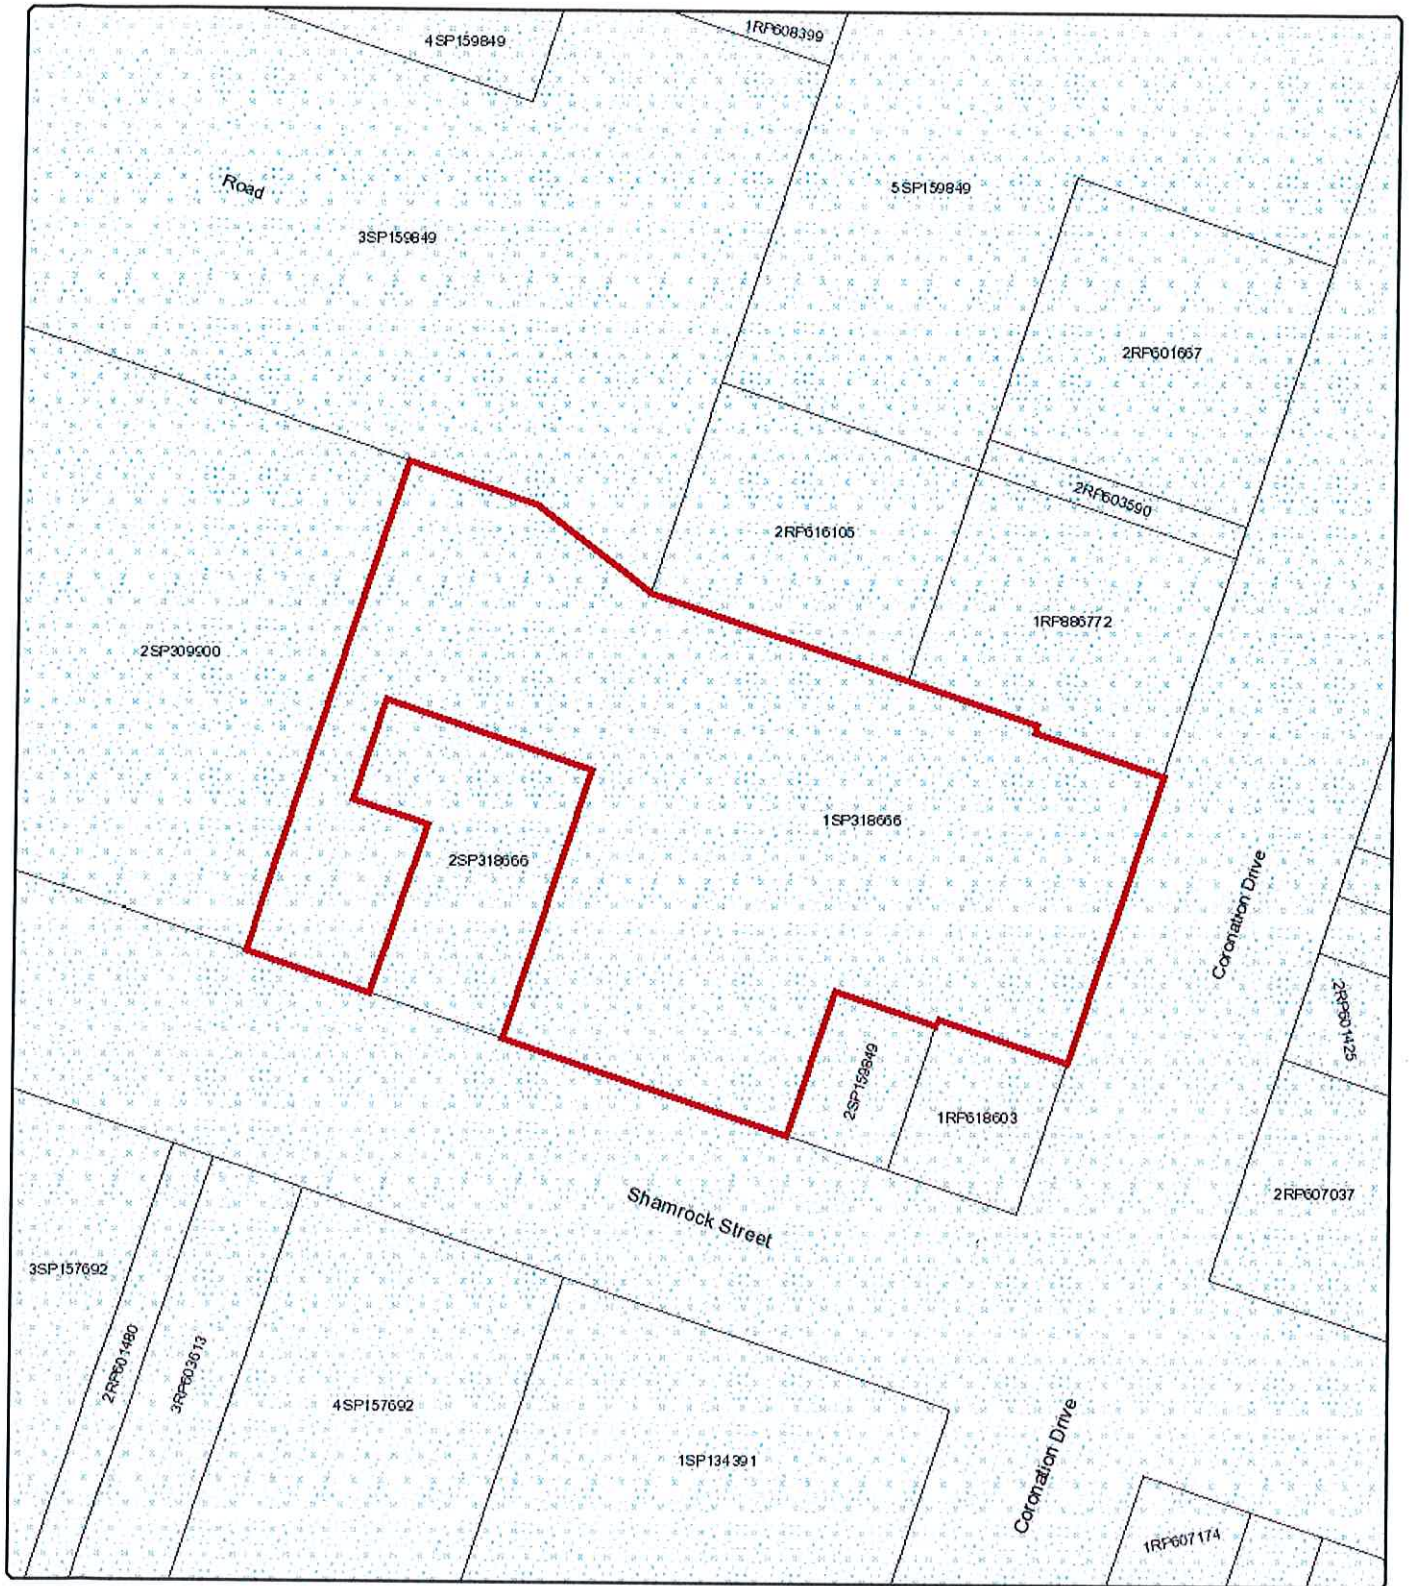 4SP159849
1RP608399
Road
5SP159849
3SP159849
2RP601667
2RP603590
2RP616105
1RP886772
2SP309900
1SP318666
2SP318666
Coronation Drive
2RP601425
2SP159849
1RP618603
2RP607037
Shamrock Street
3SP157692
2RP601480
3RP603613
4SP157692
1SP134391
Coronation Drive
1RP607174